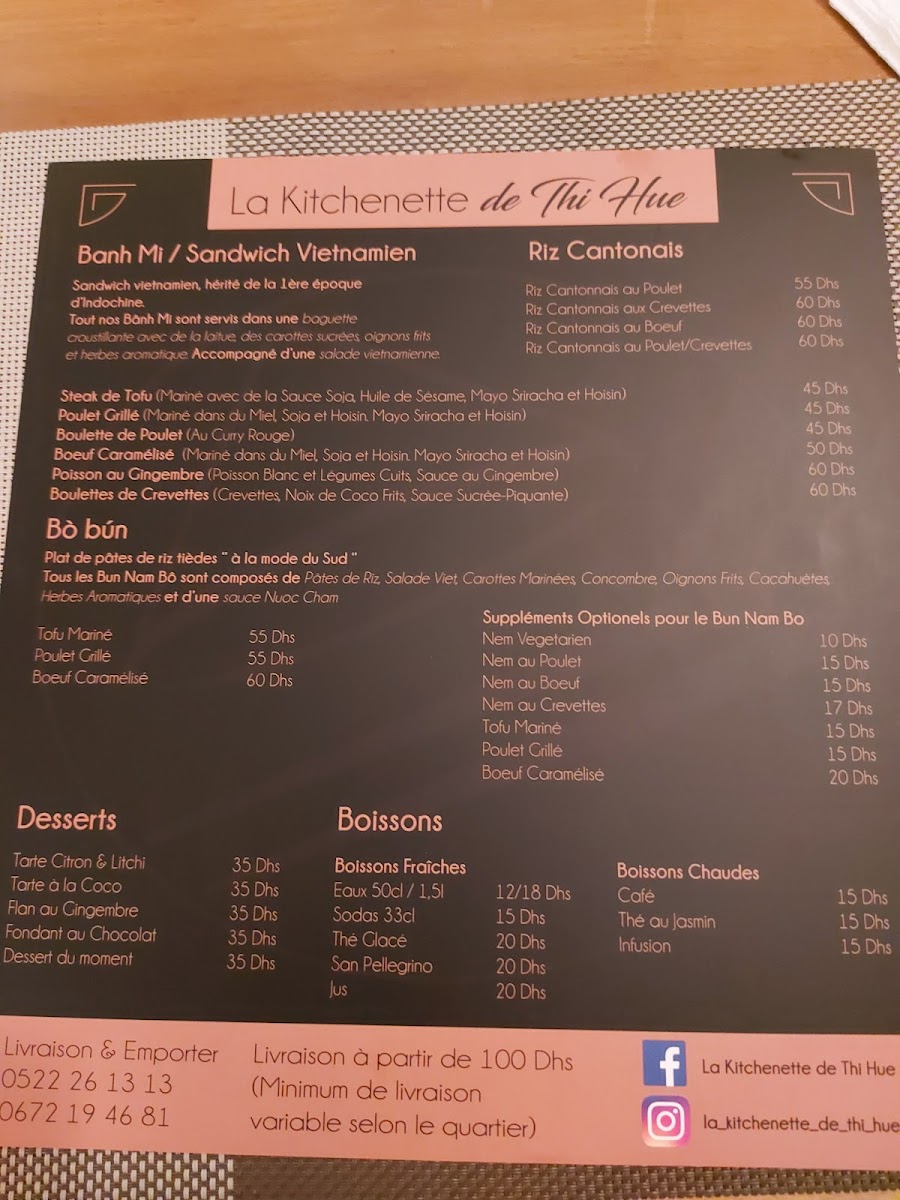 La Kitchenette de Thi Hue
Banh Mi / Sandwich Vietnamien
Sandwich vietnamien, hérité de la 1ère époque
d'Indochine.
Tout nos Bânh Mi sont servis dans une baguette
croustillante avec de la laitue, des carottes sucrées, oignons frits
et herbes aromatique. Accompagné d'une salade vietnamienne.
Riz Cantonais
Riz Cantonnais au Poulet 55 Dhs
Riz Cantonnais aux Crevettes 60 Dhs
Riz Cantonnais au Boeuf 60 Dhs
Riz Cantonnais au Poulet/Crevettes 60 Dhs
Steak de Tofu (Mariné avec de la Sauce Soja, Huile de Sésame, Mayo Sriracha et Hoisin) 45 Dhs
Poulet Grillé (Mariné dans du Miel, Soja et Hoisin. Mayo Sriracha et Hoisin) 45 Dhs
Boulette de Poulet (Au Curry Rouge) 45 Dhs
Boeuf Caramélisé (Mariné dans du Miel, Soja et Hoisin. Mayo Sriracha et Hoisin) 50 Dhs
Poisson au Gingembre (Poisson Blanc et Légumes Cuits, Sauce au Gingembre) 60 Dhs
Boulettes de Crevettes (Crevettes, Noix de Coco Frits, Sauce Sucrée-Piquante) 60 Dhs
Bò bún
Plat de pâtes de riz tièdes " à la mode du Sud "
Tous les Bun Nam Bô sont composés de Pâtes de Riz, Salade Viet, Carottes Marinées, Concombre, Oignons Frits, Cacahuètes,
Herbes Aromatiques et d'une sauce Nuoc Cham
Tofu Mariné 55 Dhs
Poulet Grillé 55 Dhs
Boeuf Caramélisé 60 Dhs
Suppléments Optionels pour le Bun Nam Bo
Nem Vegetarien 10 Dhs
Nem au Poulet 15 Dhs
Nem au Boeuf 15 Dhs
Nem au Crevettes 17 Dhs
Tofu Mariné 15 Dhs
Poulet Grillé 15 Dhs
Boeuf Caramélisé 20 Dhs
Desserts
Tarte Citron & Litchi 35 Dhs
Tarte à la Coco 35 Dhs
Flan au Gingembre 35 Dhs
Fondant au Chocolat 35 Dhs
Dessert du moment 35 Dhs
Boissons
Boissons Fraîches
Eaux 50cl / 1,5l 12/18 Dhs
Sodas 33cl 15 Dhs
Thé Glacé 20 Dhs
San Pellegrino 20 Dhs
Jus 20 Dhs
Boissons Chaudes
Café 15 Dhs
Thé au Jasmin 15 Dhs
Infusion 15 Dhs
Livraison & Emporter
0522 26 13 13
0672 19 46 81
Livraison à partir de 100 Dhs
(Minimum de livraison
variable selon le quartier)
La Kitchenette de Thi Hue
la_kitchenette_de_thi_hue